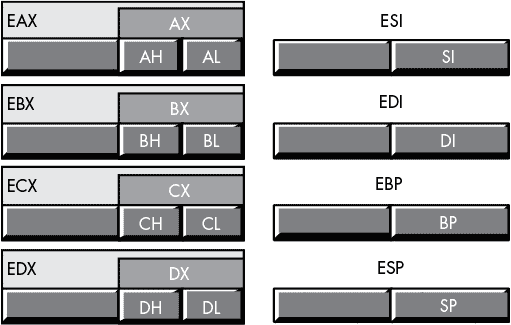 EAX AX
AH AL
ESI
SI
EBX BX
BH BL
EDI
DI
ECX CX
CH CL
EBP
BP
EDX DX
DH DL
ESP
SP